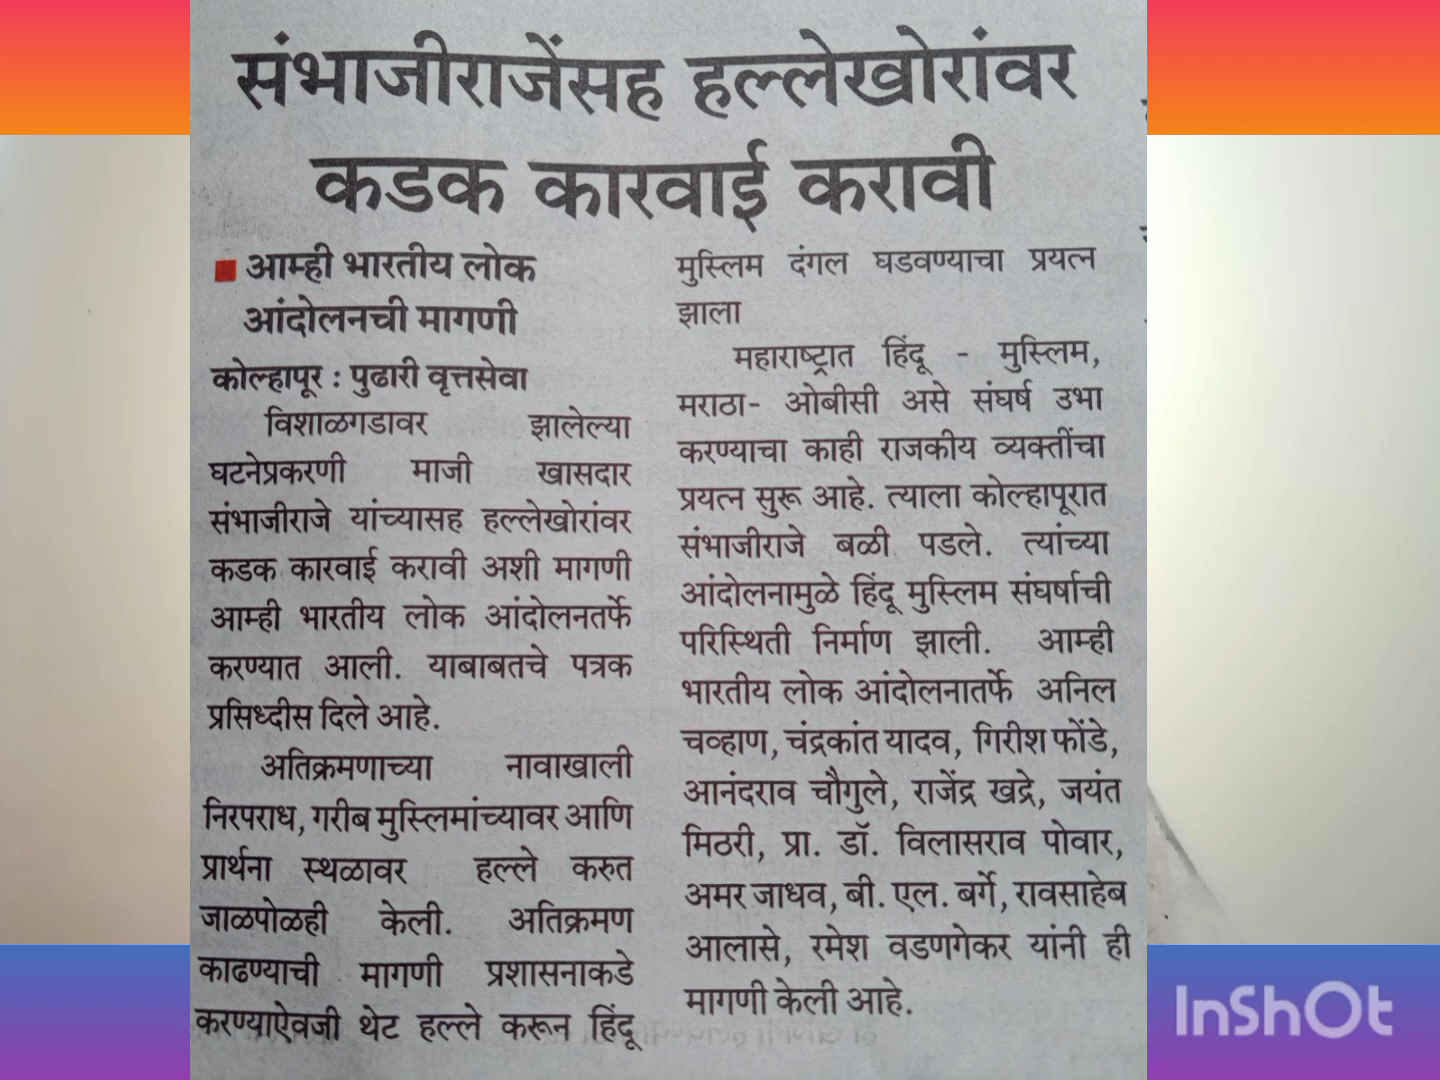 संभाजीराजेंसह हल्लेखोरांवर
कडक कारवाई करावी
आम्ही भारतीय लोक
आंदोलनची मागणी
कोल्हापूर : पुढारी वृत्तसेवा
विशाळगडावर झालेल्या
घटनेप्रकरणी माजी खासदार
संभाजीराजे यांच्यासह हल्लेखोरांवर
कडक कारवाई करावी अशी मागणी
आम्ही भारतीय लोक आंदोलनतर्फे
करण्यात आली. याबाबतचे पत्रक
प्रसिध्दीस दिले आहे.
अतिक्रमणाच्या नावाखाली
निरपराध, गरीब मुस्लिमांच्यावर आणि
प्रार्थना स्थळावर हल्ले करुत
जाळपोळही केली. अतिक्रमण
काढण्याची मागणी प्रशासनाकडे
करण्याऐवजी थेट हल्ले करून हिंदू
मुस्लिम दंगल घडवण्याचा प्रयत्न
झाला
महाराष्ट्रात हिंदू - मुस्लिम,
मराठा- ओबीसी असे संघर्ष उभा
करण्याचा काही राजकीय व्यक्तींचा
प्रयत्न सुरू आहे. त्याला कोल्हापूरात
संभाजीराजे बळी पडले. त्यांच्या
आंदोलनामुळे हिंदू मुस्लिम संघर्षाची
परिस्थिती निर्माण झाली. आम्ही
भारतीय लोक आंदोलनातर्फे अनिल
चव्हाण, चंद्रकांत यादव, गिरीश फोंडे,
आनंदराव चौगुले, राजेंद्र खद्रे, जयंत
मिठरी, प्रा. डॉ. विलासराव पोवार,
अमर जाधव, बी. एल. बर्गे, रावसाहेब
आलासे, रमेश वडणगेकर यांनी ही
मागणी केली आहे.
InShOt